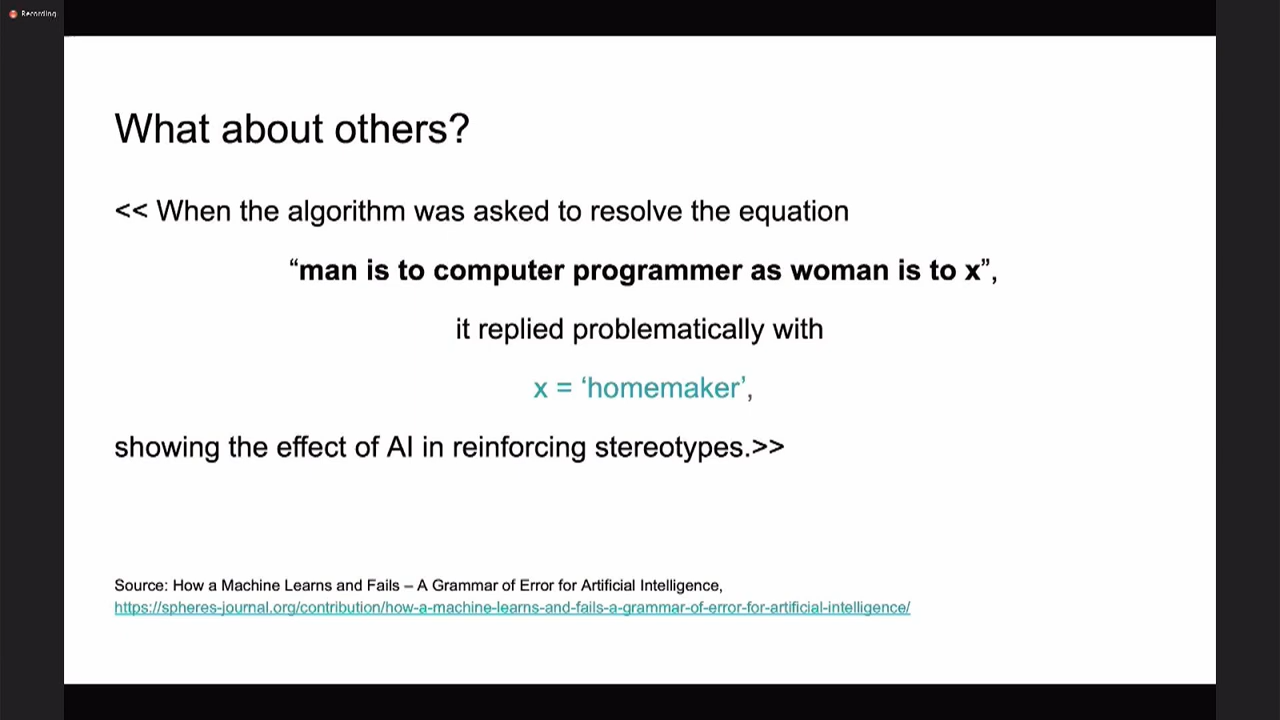 Recording
What about others?
<< When the algorithm was asked to resolve the equation
“man is to computer programmer as woman is to x”,
it replied problematically with
x = ‘homemaker’,
showing the effect of AI in reinforcing stereotypes.>>
Source: How a Machine Learns and Fails – A Grammar of Error for Artificial Intelligence,
https://spheres-journal.org/contribution/how-a-machine-learns-and-fails-a-grammar-of-error-for-artificial-intelligence/